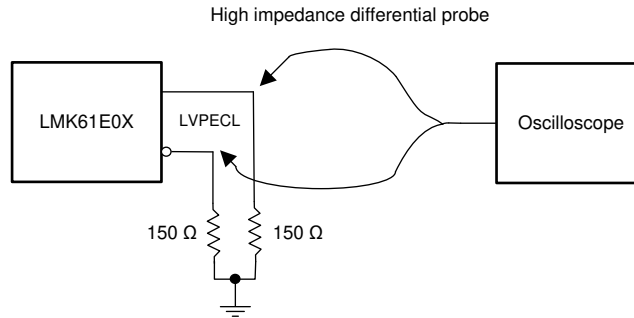 High impedance differential probe
LMK61E0X
LVPECL
Oscilloscope
150 Ω
150 Ω